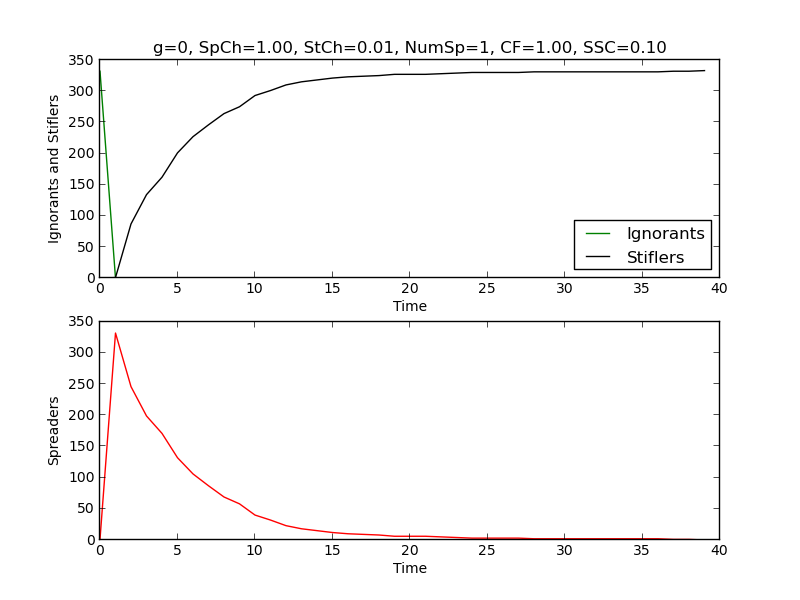 g=0, SpCh=1.00, StCh=0.01, NumSp=1, CF=1.00, SSC=0.10
350
300
250
200
150
100
50
0
Ignorants and Stiflers
Ignorants
Stiflers
0 5 10 15 20 25 30 35 40
Time
350
300
250
200
150
100
50
0
Spreaders
0 5 10 15 20 25 30 35 40
Time